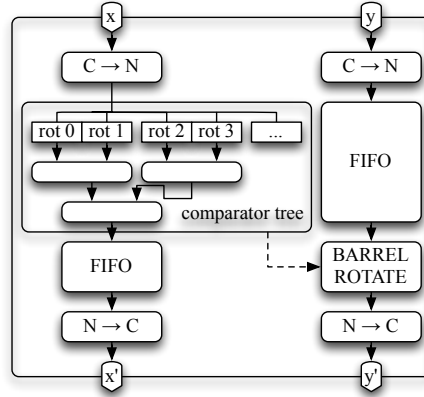 x y
C → N C → N
rot 0 rot 1 rot 2 rot 3 ...
FIFO
comparator tree
FIFO
BARREL
ROTATE
N → C N → C
x' y'